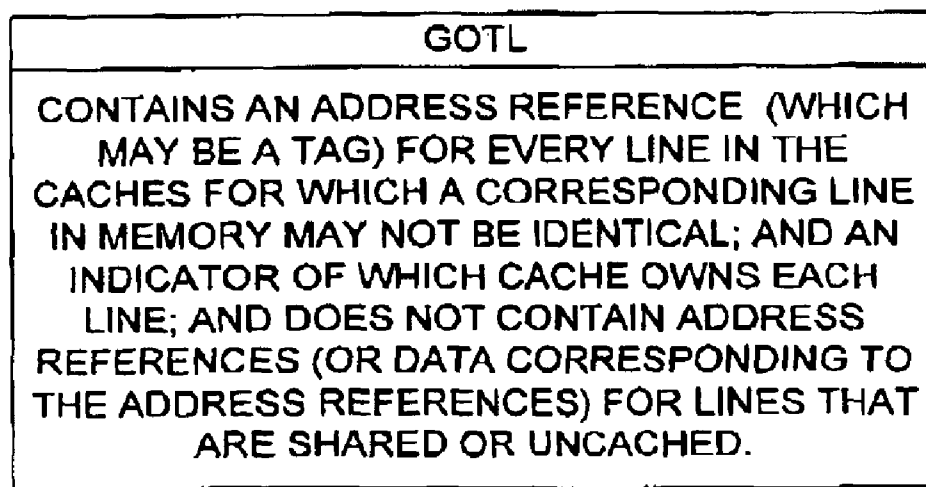 GOTL
CONTAINS AN ADDRESS REFERENCE (WHICH
MAY BE A TAG) FOR EVERY LINE IN THE
CACHES FOR WHICH A CORRESPONDING LINE
IN MEMORY MAY NOT BE IDENTICAL; AND AN
INDICATOR OF WHICH CACHE OWNS EACH
LINE; AND DOES NOT CONTAIN ADDRESS
REFERENCES (OR DATA CORRESPONDING TO
THE ADDRESS REFERENCES) FOR LINES THAT
ARE SHARED OR UNCACHED.